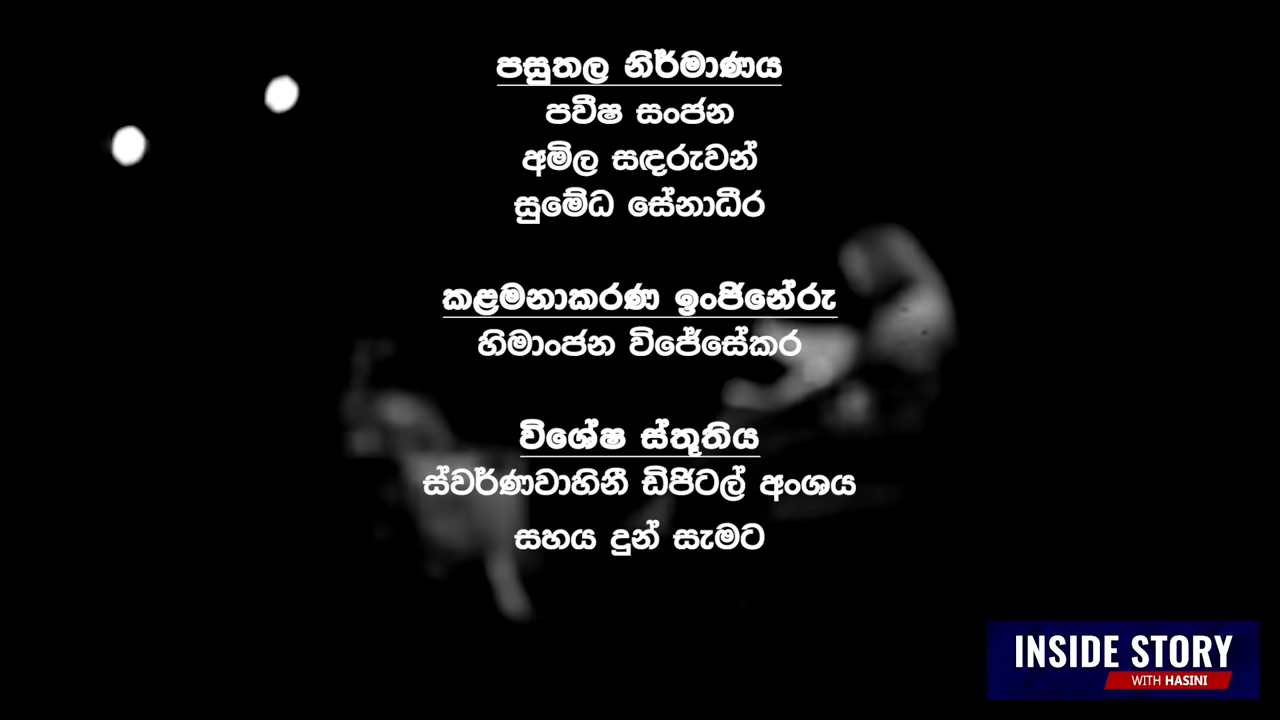 පසුතල නිර්මාණය
පවීෂ සංජන
අමිල සඳරුවන්
සුමේධ සේනාධීර
කළමනාකරණ ඉංජිනේරු
හිමාංජන විජේසේකර
විශේෂ ස්තූතිය
ස්වර්ණවාහිනී ඩිජිටල් අංශය
සහය දුන් සැමට
INSIDE STORY
WITH HASINI